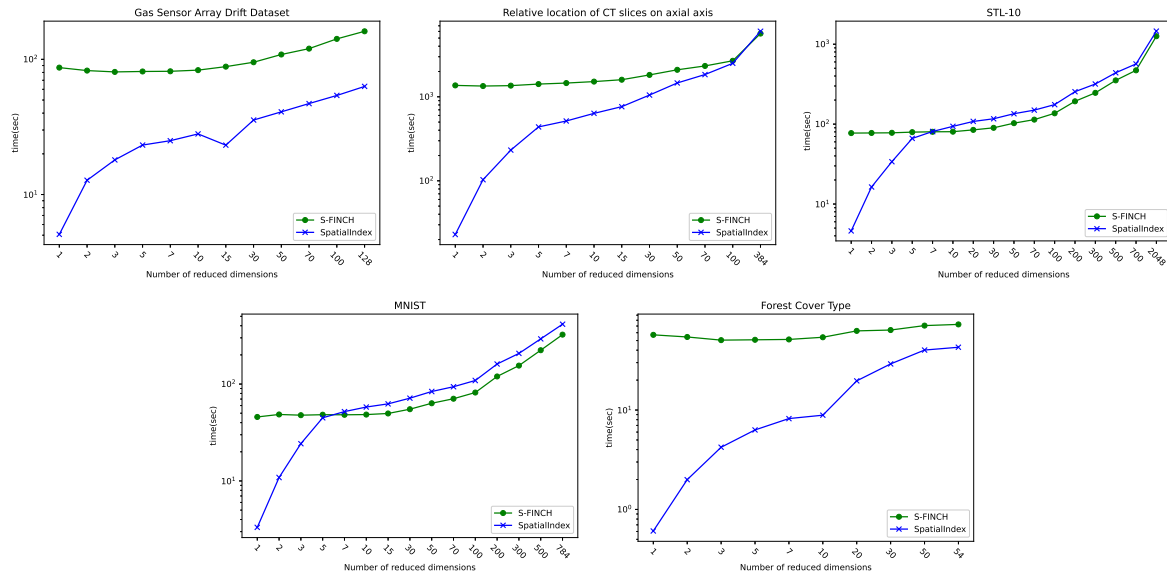 Gas Sensor Array Drift Dataset
time(sec)
10²
10¹
S-FINCH
SpatialIndex
1 2 3 5 7 10 15 30 50 70 100 128
Number of reduced dimensions
Relative location of CT slices on axial axis
time(sec)
10³
10²
S-FINCH
SpatialIndex
1 2 3 5 7 10 15 30 50 70 100 384
Number of reduced dimensions
STL-10
time(sec)
10³
10²
10¹
S-FINCH
SpatialIndex
1 2 3 5 7 10 20 30 50 70 100 200 300 500 700 2048
Number of reduced dimensions
MNIST
time(sec)
10²
10¹
S-FINCH
SpatialIndex
1 2 3 5 7 10 15 30 50 70 100 200 300 500 784
Number of reduced dimensions
Forest Cover Type
time(sec)
10¹
10⁰
S-FINCH
SpatialIndex
1 2 3 5 7 10 20 30 50 54
Number of reduced dimensions